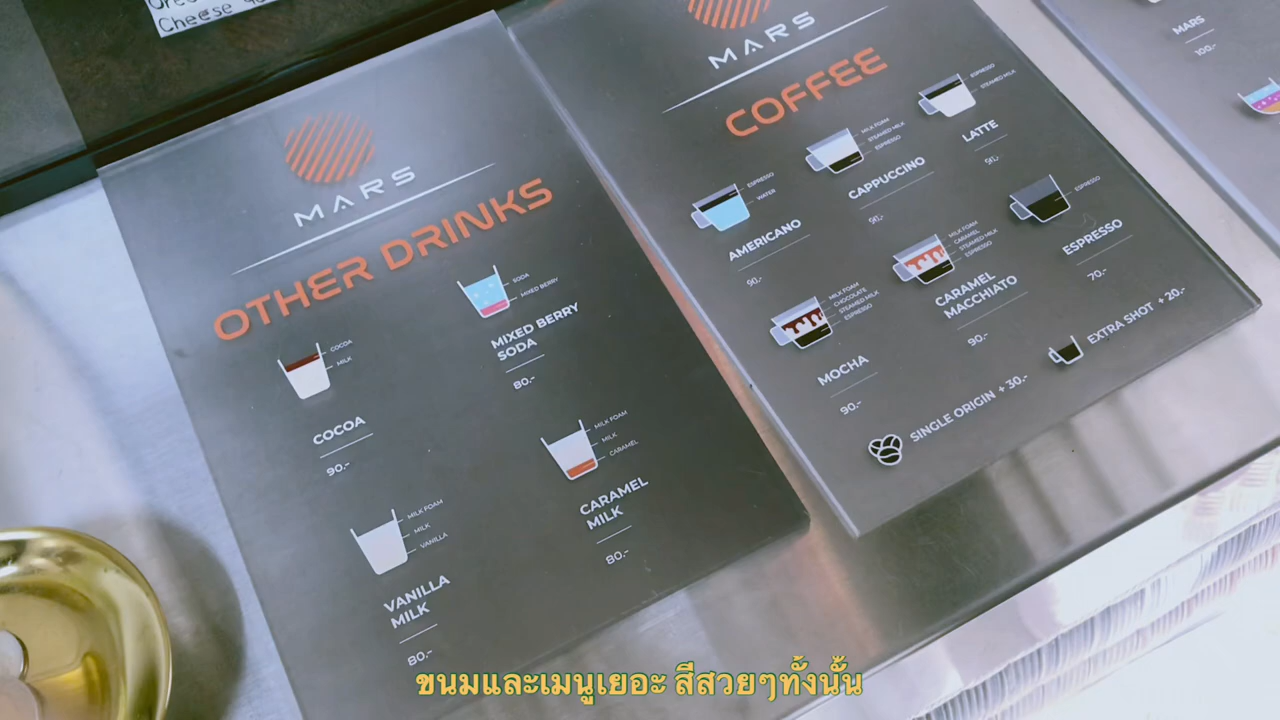 Cheese
MARS
OTHER DRINKS
COCOA
MILK
COCOA
90.-
SODA
MIXED BERRY
MIXED BERRY
SODA
80.-
MILK FOAM
MILK
VANILLA
VANILLA
MILK
80.-
MILK FOAM
MILK
CARAMEL
CARAMEL
MILK
80.-
MARS
COFFEE
ESPRESSO
WATER
AMERICANO
90.-
MILK FOAM
STEAMED MILK
ESPRESSO
CAPPUCCINO
90.-
ESPRESSO
STEAMED MILK
LATTE
90.-
MILK FOAM
CHOCOLATE
STEAMED MILK
ESPRESSO
MOCHA
90.-
MILK FOAM
CARAMEL
STEAMED MILK
ESPRESSO
CARAMEL
MACCHIATO
90.-
ESPRESSO
ESPRESSO
70.-
SINGLE ORIGIN + 30.-
EXTRA SHOT + 20.-
MARS
100.-
ขนมและเมนูเยอะ สีสวยๆทั้งนั้น